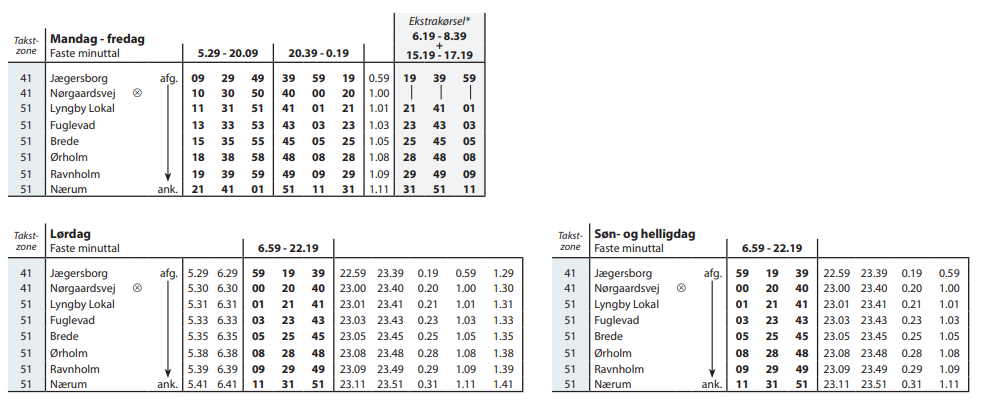 Ekstrakørsel*
Takst- Mandag - fredag 6.19 - 8.39
zone Faste minuttal 5.29 - 20.09 20.39 - 0.19 + 15.19 - 17.19
41 Jægersborg afg. 09 29 49 39 59 19 0.59 19 39 59
41 Nørgaardsvej ⊗ 10 30 50 40 00 20 1.00 | | |
51 Lyngby Lokal 11 31 51 41 01 21 1.01 21 41 01
51 Fuglevad 13 33 53 43 03 23 1.03 23 43 03
51 Brede 15 35 55 45 05 25 1.05 25 45 05
51 Ørholm 18 38 58 48 08 28 1.08 28 48 08
51 Ravnholm 19 39 59 49 09 29 1.09 29 49 09
51 Nærum ank. 21 41 01 51 11 31 1.11 31 51 11
Takst- Lørdag
zone Faste minuttal 6.59 - 22.19
41 Jægersborg afg. 5.29 6.29 59 19 39 22.59 23.39 0.19 0.59 1.29
41 Nørgaardsvej ⊗ 5.30 6.30 00 20 40 23.00 23.40 0.20 1.00 1.30
51 Lyngby Lokal 5.31 6.31 01 21 41 23.01 23.41 0.21 1.01 1.31
51 Fuglevad 5.33 6.33 03 23 43 23.03 23.43 0.23 1.03 1.33
51 Brede 5.35 6.35 05 25 45 23.05 23.45 0.25 1.05 1.35
51 Ørholm 5.38 6.38 08 28 48 23.08 23.48 0.28 1.08 1.38
51 Ravnholm 5.39 6.39 09 29 49 23.09 23.49 0.29 1.09 1.39
51 Nærum ank. 5.41 6.41 11 31 51 23.11 23.51 0.31 1.11 1.41
Takst- Søn- og helligdag
zone Faste minuttal 6.59 - 22.19
41 Jægersborg afg. 59 19 39 22.59 23.39 0.19 0.59
41 Nørgaardsvej ⊗ 00 20 40 23.00 23.40 0.20 1.00
51 Lyngby Lokal 01 21 41 23.01 23.41 0.21 1.01
51 Fuglevad 03 23 43 23.03 23.43 0.23 1.03
51 Brede 05 25 45 23.05 23.45 0.25 1.05
51 Ørholm 08 28 48 23.08 23.48 0.28 1.08
51 Ravnholm 09 29 49 23.09 23.49 0.29 1.09
51 Nærum ank. 11 31 51 23.11 23.51 0.31 1.11